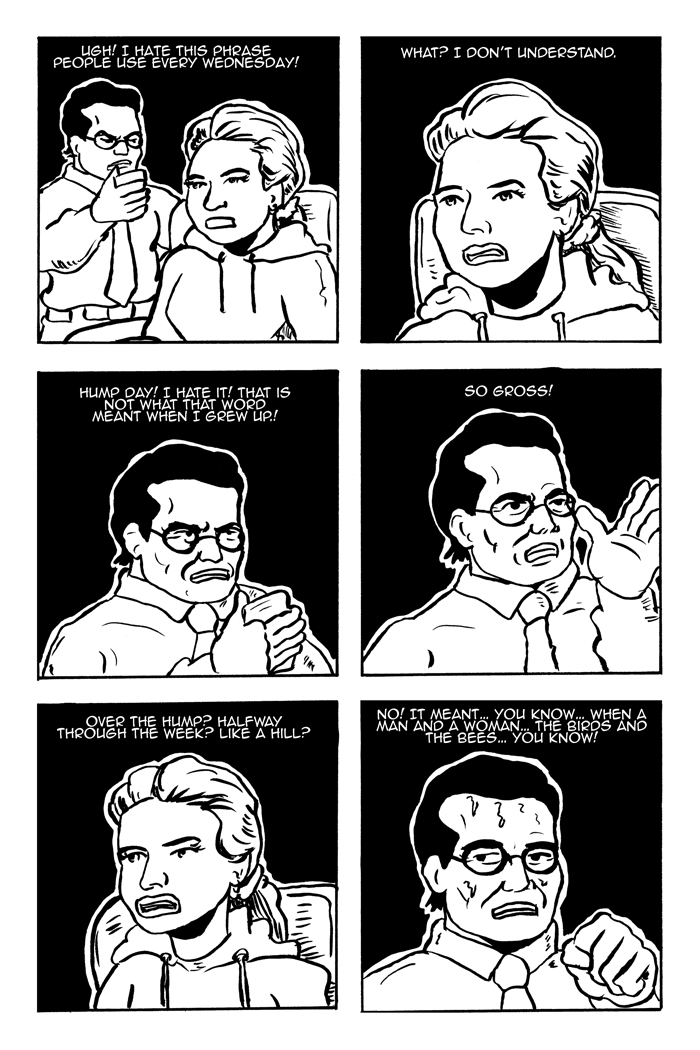 UGH! I HATE THIS PHRASE
PEOPLE USE EVERY WEDNESDAY!
WHAT? I DON'T UNDERSTAND.
HUMP DAY! I HATE IT! THAT IS
NOT WHAT THAT WORD
MEANT WHEN I GREW UP!
SO GROSS!
OVER THE HUMP? HALFWAY
THROUGH THE WEEK? LIKE A HILL?
NO! IT MEANT... YOU KNOW... WHEN A
MAN AND A WOMAN... THE BIRDS AND
THE BEES... YOU KNOW!